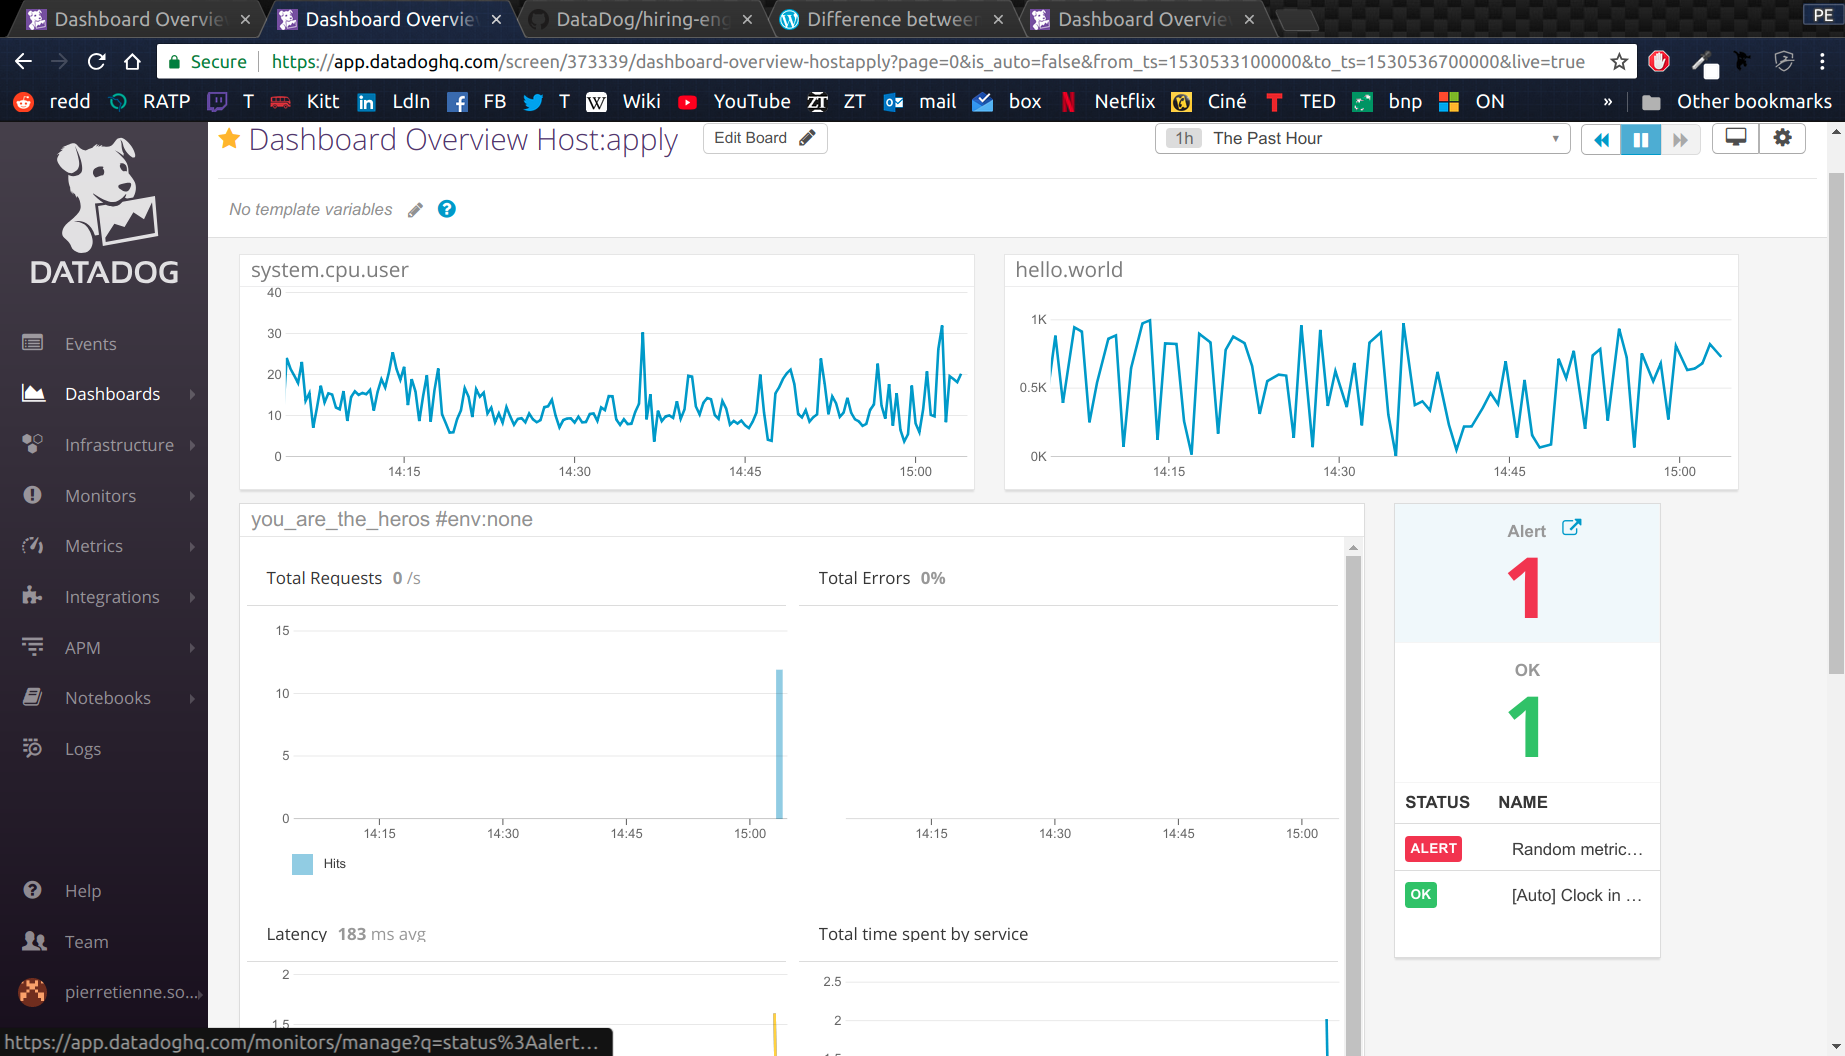 Dashboard Overvie
Dashboard Overvie
DataDog/hiring-eng
Difference between
Dashboard Overvie
PE
Secure
https://app.datadoghq.com/screen/373339/dashboard-overview-hostapply?page=0&is_auto=false&from_ts=1530533100000&to_ts=1530536700000&live=true
redd RATP T Kitt LdIn FB T Wiki YouTube ZT mail box Netflix Ciné TED bnp ON » Other bookmarks
DATADOG
Events
Dashboards
Infrastructure
Monitors
Metrics
Integrations
APM
Notebooks
Logs
Help
Team
pierretienne.so...
https://app.datadoghq.com/monitors/manage?q=status%3Aalert...
Dashboard Overview Host:apply
Edit Board
1h The Past Hour
No template variables
system.cpu.user
40
30
20
10
0
14:15 14:30 14:45 15:00
hello.world
1K
0.5K
0K
14:15 14:30 14:45 15:00
you_are_the_heros #env:none
Total Requests 0 /s
15
10
5
0
14:15 14:30 14:45 15:00
Hits
Total Errors 0%
14:15 14:30 14:45 15:00
Latency 183 ms avg
2
1.5
Total time spent by service
2.5
2
1.5
Alert
1
OK
1
STATUS NAME
ALERT Random metric...
OK [Auto] Clock in ...